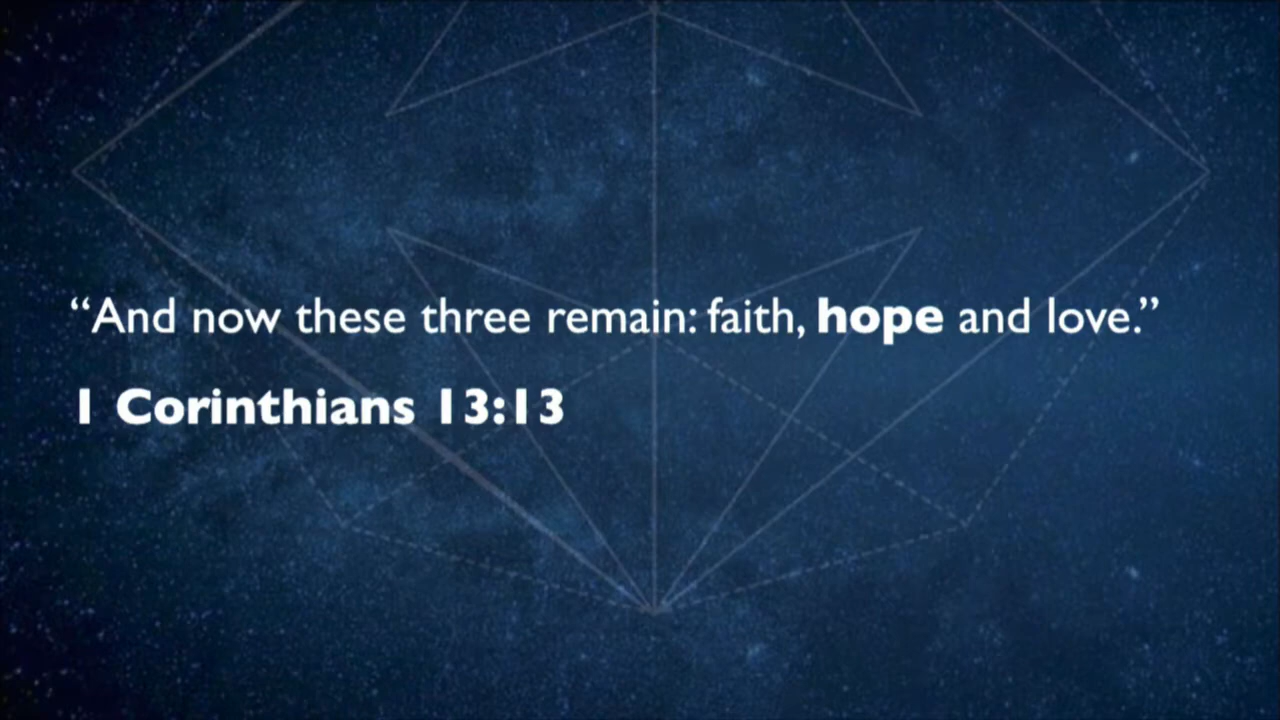 “And now these three remain: faith, hope and love.”
1 Corinthians 13:13